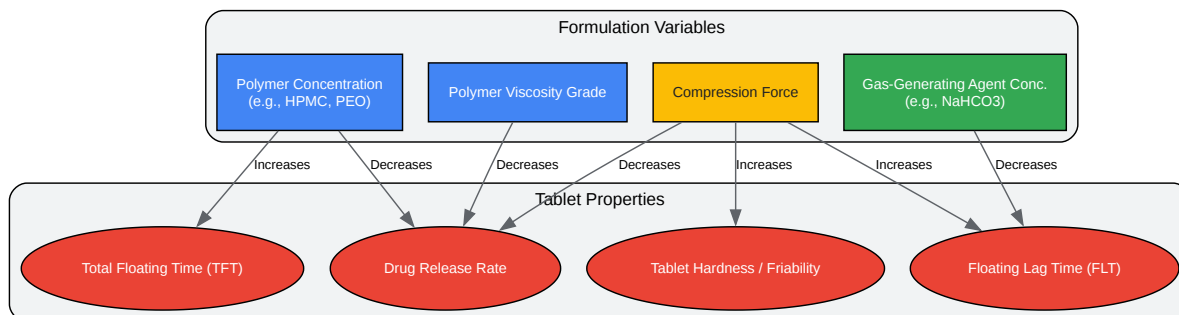 Formulation Variables
Polymer Concentration
(e.g., HPMC, PEO)
Polymer Viscosity Grade
Compression Force
Gas-Generating Agent Conc.
(e.g., NaHCO3)
Increases
Decreases
Decreases
Decreases
Increases
Increases
Decreases
Tablet Properties
Total Floating Time (TFT)
Drug Release Rate
Tablet Hardness / Friability
Floating Lag Time (FLT)